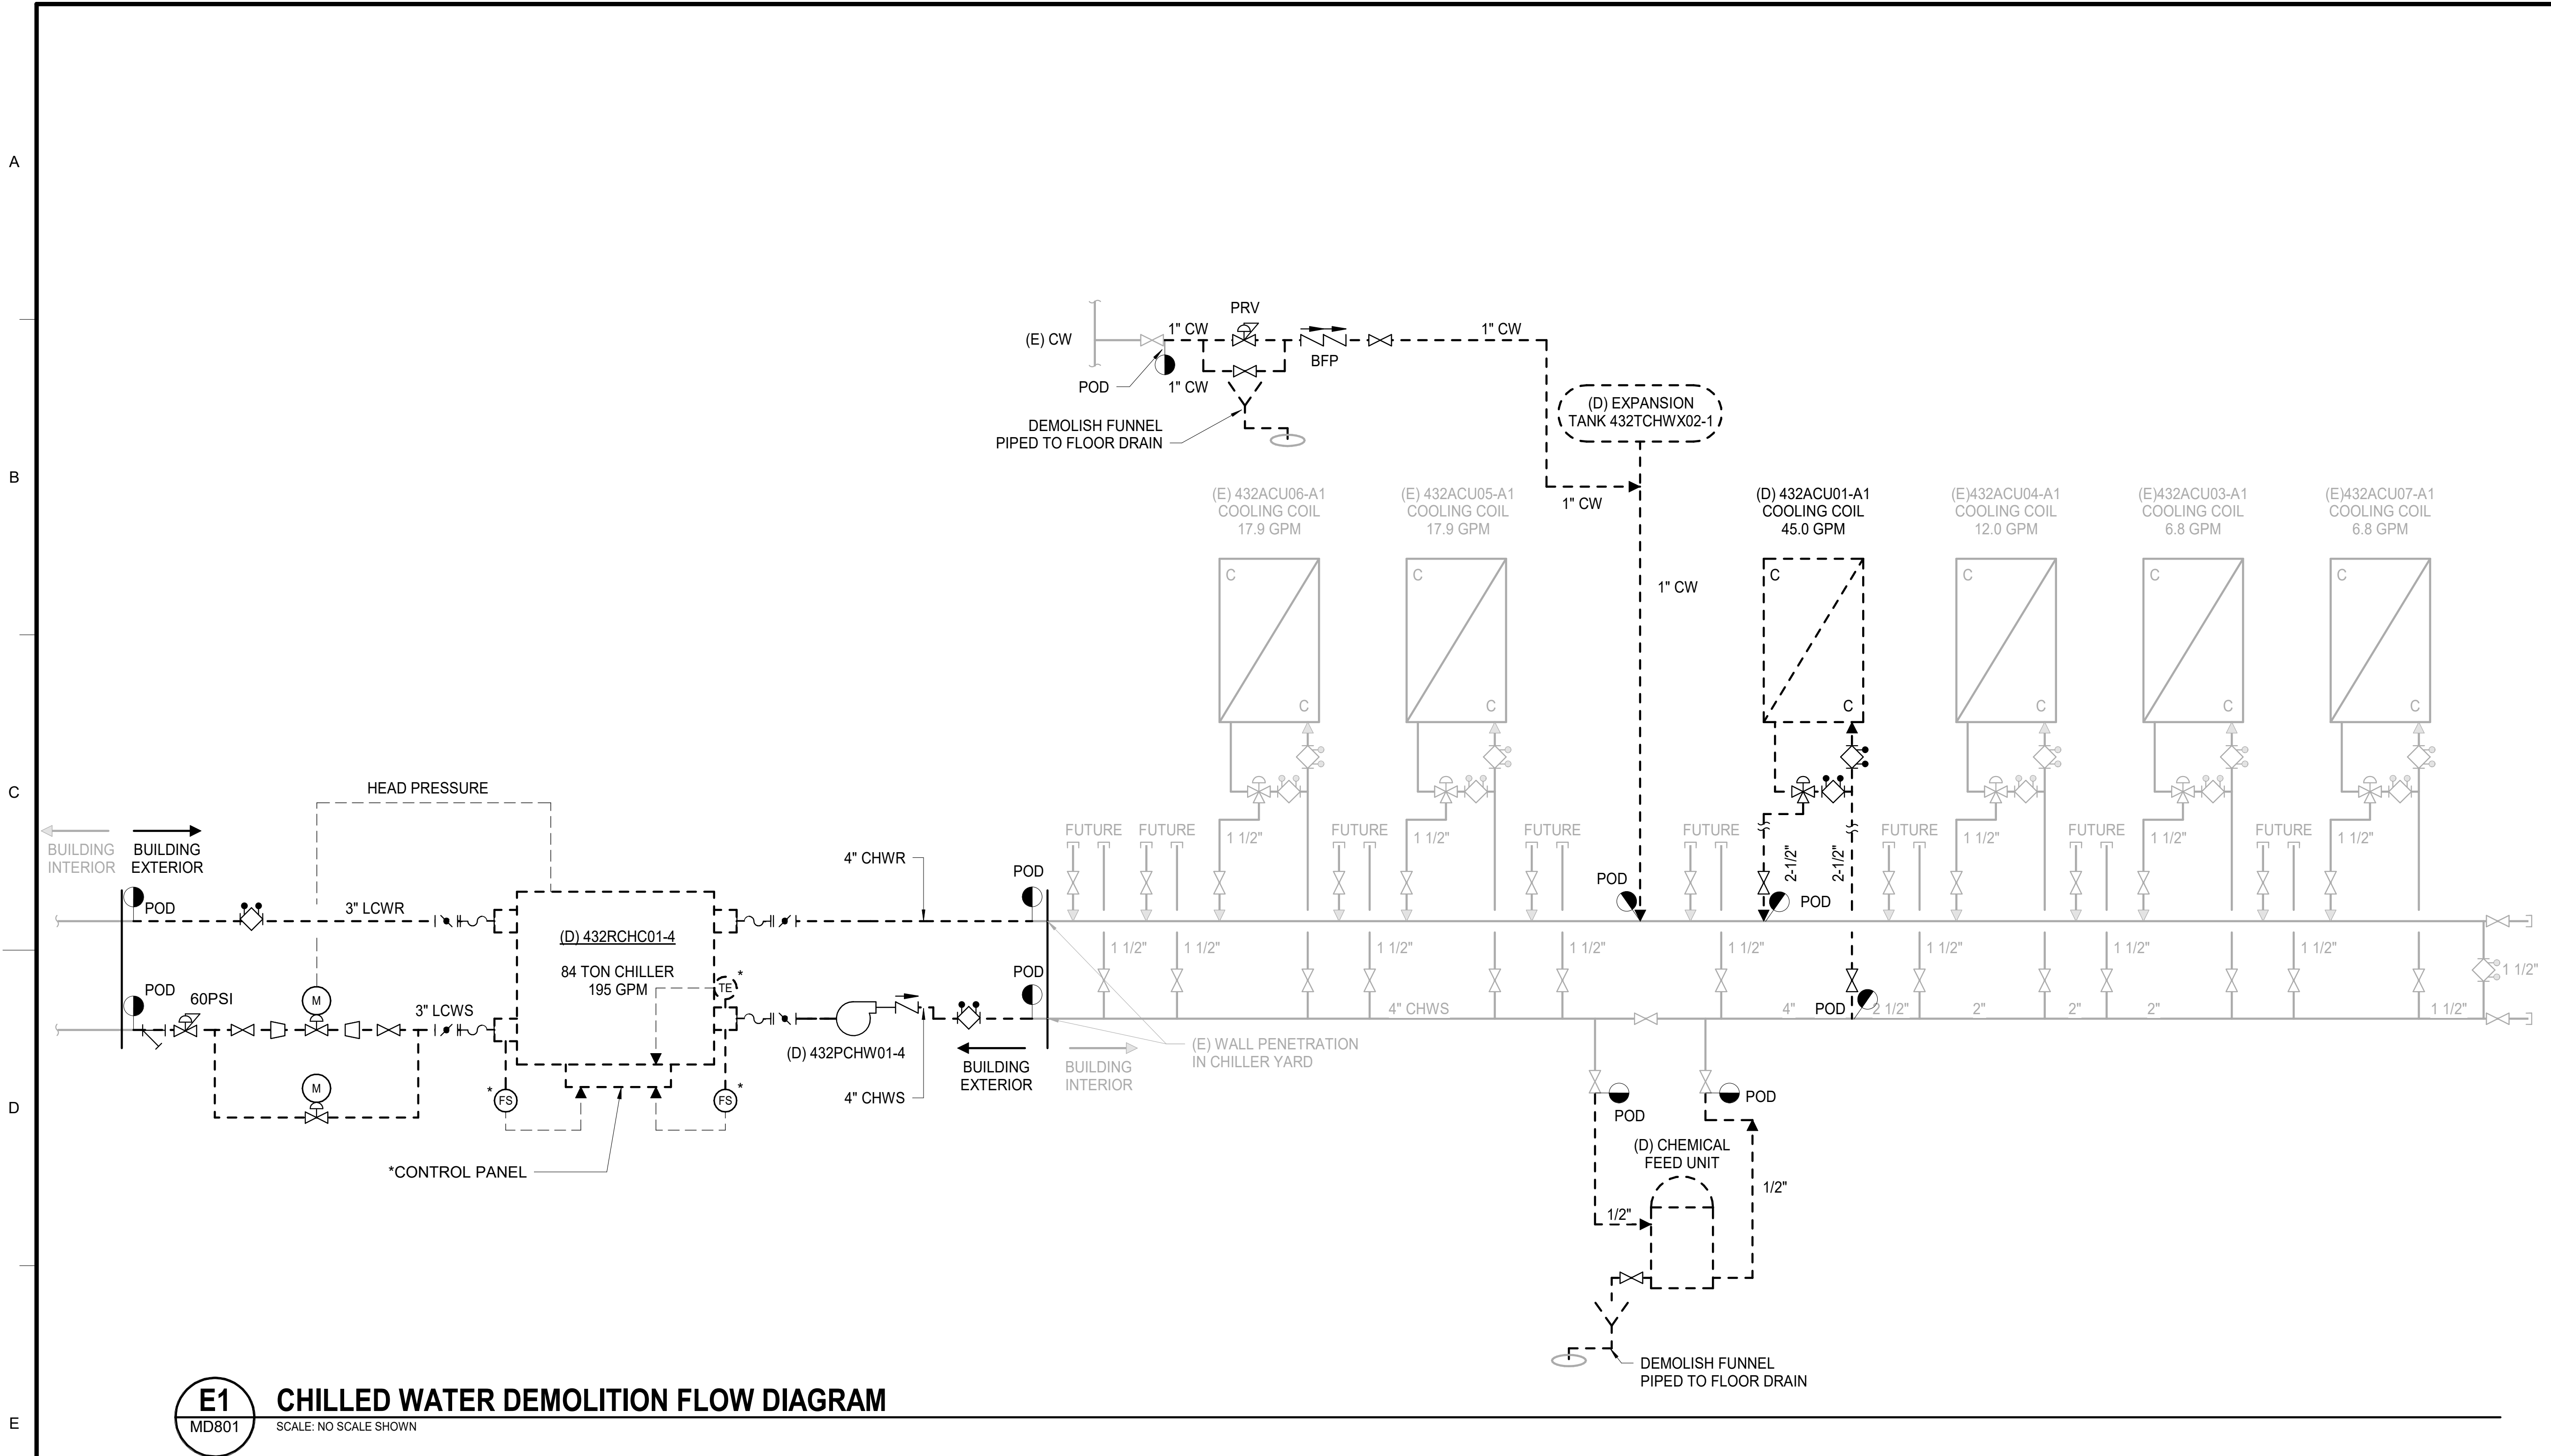 A
B
C
D
E
PRV
(E) CW
1" CW
1" CW
BFP
POD
1" CW
DEMOLISH FUNNEL
PIPED TO FLOOR DRAIN
(D) EXPANSION
TANK 432TCHWX02-1
1" CW
1" CW
(E) 432ACU06-A1
COOLING COIL
17.9 GPM
(E) 432ACU05-A1
COOLING COIL
17.9 GPM
(D) 432ACU01-A1
COOLING COIL
45.0 GPM
(E)432ACU04-A1
COOLING COIL
12.0 GPM
(E)432ACU03-A1
COOLING COIL
6.8 GPM
(E)432ACU07-A1
COOLING COIL
6.8 GPM
C
C
C
C
C
C
C
C
C
C
C
C
HEAD PRESSURE
BUILDING
INTERIOR
BUILDING
EXTERIOR
POD
3" LCWR
4" CHWR
POD
FUTURE
FUTURE
1 1/2"
FUTURE
1 1/2"
FUTURE
POD
FUTURE
2-1/2"
2-1/2"
POD
FUTURE
1 1/2"
FUTURE
1 1/2"
FUTURE
1 1/2"
(D) 432RCHC01-4
84 TON CHILLER
195 GPM
TE
*
POD
60PSI
M
3" LCWS
M
*
FS
FS
*
*CONTROL PANEL
(D) 432PCHW01-4
4" CHWS
POD
BUILDING
EXTERIOR
BUILDING
INTERIOR
(E) WALL PENETRATION
IN CHILLER YARD
1 1/2"
1 1/2"
1 1/2"
1 1/2"
1 1/2"
1 1/2"
1 1/2"
1 1/2"
1 1/2"
4" CHWS
4"
POD
2 1/2"
2"
2"
2"
1 1/2"
POD
POD
(D) CHEMICAL
FEED UNIT
1/2"
1/2"
DEMOLISH FUNNEL
PIPED TO FLOOR DRAIN
E1
MD801
CHILLED WATER DEMOLITION FLOW DIAGRAM
SCALE: NO SCALE SHOWN